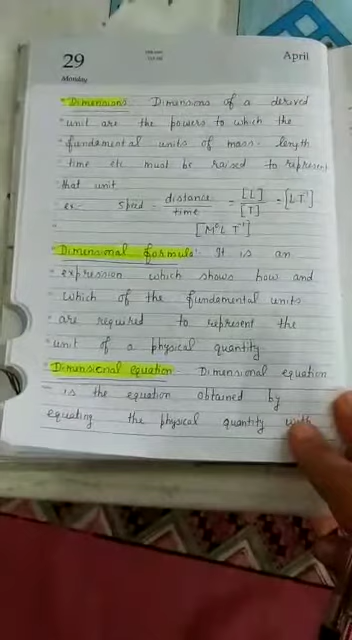 29
April
Monday
Dimensions Dimensions of a derived
unit are the powers to which the
fundamental units of mass length
time etc must be raised to represent
that unit
ex- Speed = distance/time = [L]/[T] = [LT⁻¹]
[M⁰LT⁻¹]
Dimensional formula: It is an
expression which shows how and
which of the fundamental units
are required to represent the
unit of a physical quantity
Dimensional equation Dimensional equation
is the equation obtained by
equating the physical quantity with